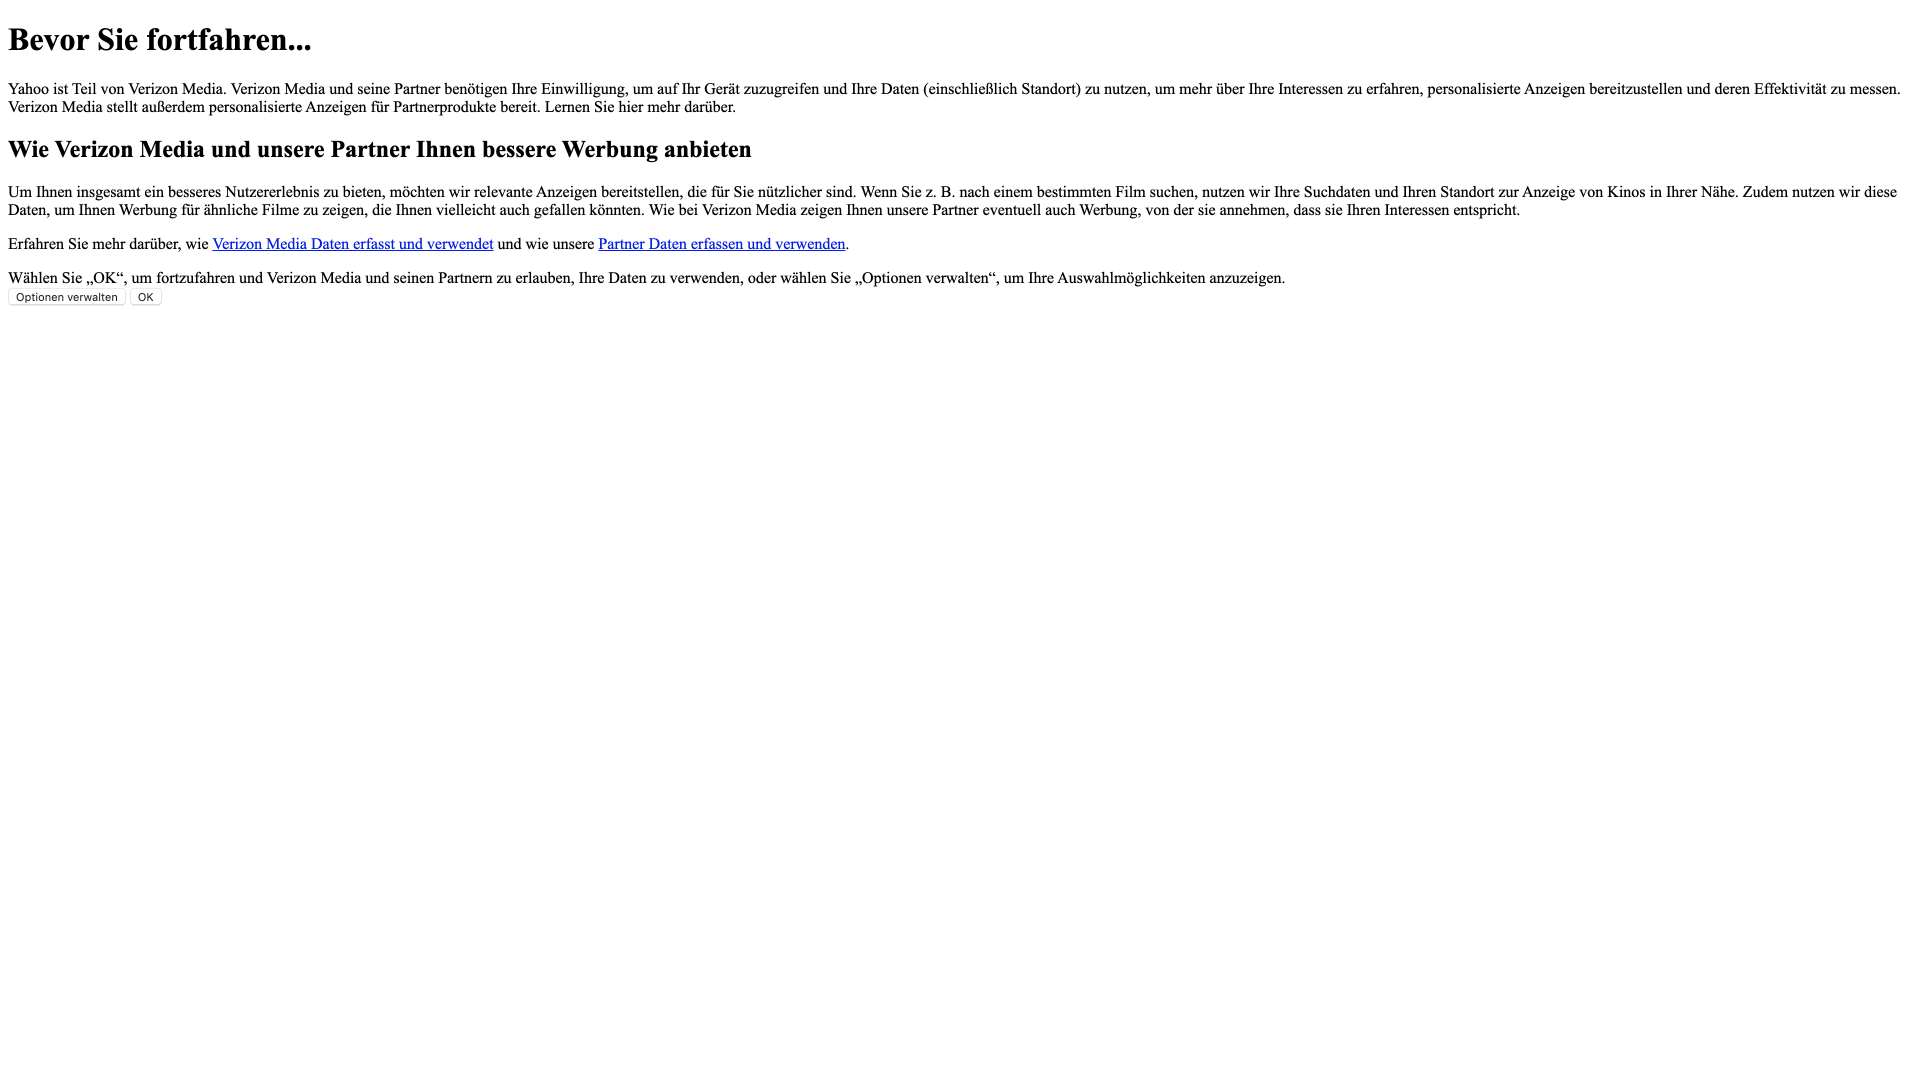 Bevor Sie fortfahren...
Yahoo ist Teil von Verizon Media. Verizon Media und seine Partner benötigen Ihre Einwilligung, um auf Ihr Gerät zuzugreifen und Ihre Daten (einschließlich Standort) zu nutzen, um mehr über Ihre Interessen zu erfahren, personalisierte Anzeigen bereitzustellen und deren Effektivität zu messen.
Verizon Media stellt außerdem personalisierte Anzeigen für Partnerprodukte bereit. Lernen Sie hier mehr darüber.
Wie Verizon Media und unsere Partner Ihnen bessere Werbung anbieten
Um Ihnen insgesamt ein besseres Nutzererlebnis zu bieten, möchten wir relevante Anzeigen bereitstellen, die für Sie nützlicher sind. Wenn Sie z. B. nach einem bestimmten Film suchen, nutzen wir Ihre Suchdaten und Ihren Standort zur Anzeige von Kinos in Ihrer Nähe. Zudem nutzen wir diese
Daten, um Ihnen Werbung für ähnliche Filme zu zeigen, die Ihnen vielleicht auch gefallen könnten. Wie bei Verizon Media zeigen Ihnen unsere Partner eventuell auch Werbung, von der sie annehmen, dass sie Ihren Interessen entspricht.
Erfahren Sie mehr darüber, wie Verizon Media Daten erfasst und verwendet und wie unsere Partner Daten erfassen und verwenden.
Wählen Sie „OK“, um fortzufahren und Verizon Media und seinen Partnern zu erlauben, Ihre Daten zu verwenden, oder wählen Sie „Optionen verwalten“, um Ihre Auswahlmöglichkeiten anzuzeigen.
Optionen verwalten OK